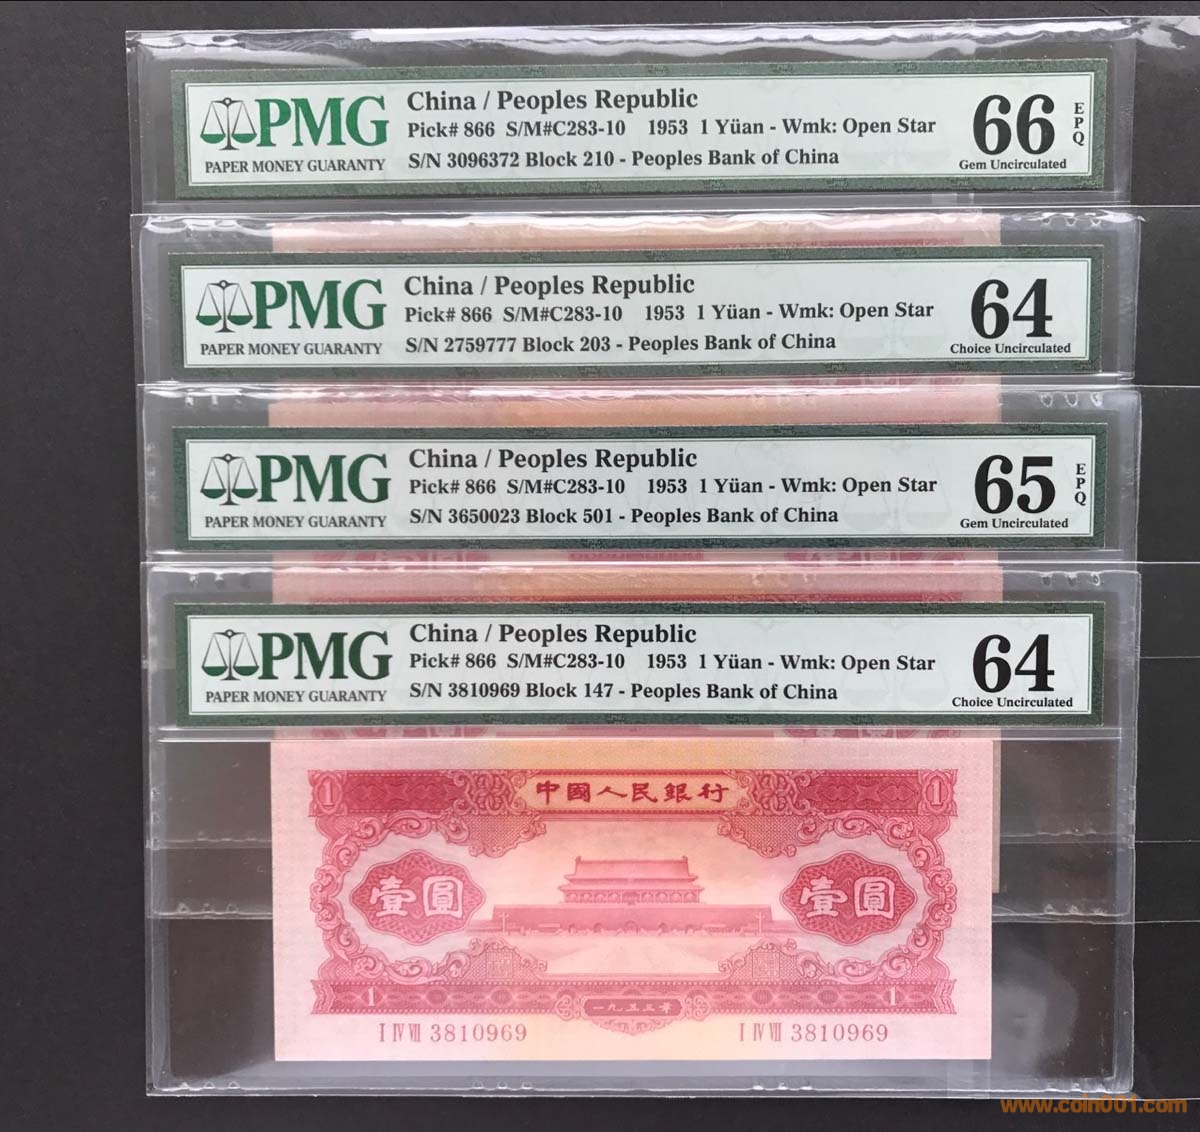 PMG
PAPER MONEY GUARANTY
China / Peoples Republic
Pick# 866 S/M#C283-10 1953 1 Yüan - Wmk: Open Star
S/N 3096372 Block 210 - Peoples Bank of China
66
EPQ
Gem Uncirculated
PMG
PAPER MONEY GUARANTY
China / Peoples Republic
Pick# 866 S/M#C283-10 1953 1 Yüan - Wmk: Open Star
S/N 2759777 Block 203 - Peoples Bank of China
64
Choice Uncirculated
PMG
PAPER MONEY GUARANTY
China / Peoples Republic
Pick# 866 S/M#C283-10 1953 1 Yüan - Wmk: Open Star
S/N 3650023 Block 501 - Peoples Bank of China
65
EPQ
Gem Uncirculated
PMG
PAPER MONEY GUARANTY
China / Peoples Republic
Pick# 866 S/M#C283-10 1953 1 Yüan - Wmk: Open Star
S/N 3810969 Block 147 - Peoples Bank of China
64
Choice Uncirculated
1 中國人民銀行 1
壹圓 壹圓
1 一九五三年 1
I IV VII 3810969 I IV VII 3810969
www.coin001.com